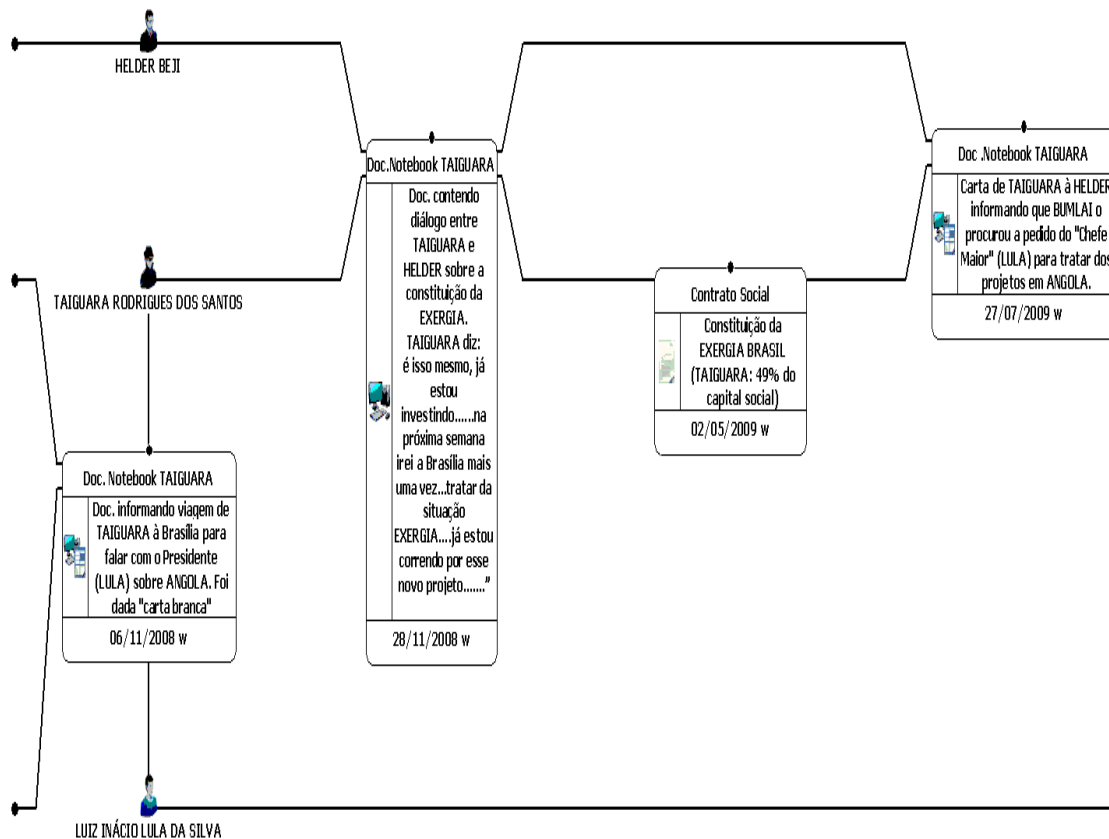 HELDER BEJI
Doc.Notebook TAIGUARA
Doc. contendo
diálogo entre
TAIGUARA e
HELDER sobre a
constituição da
EXERGIA.
TAIGUARA diz:
é isso mesmo, já
estou
investindo......na
próxima semana
irei a Brasília mais
uma vez...tratar da
situação
EXERGIA....já estou
correndo por esse
novo projeto......."
28/11/2008 w
Doc .Notebook TAIGUARA
Carta de TAIGUARA à HELDER
informando que BUMLAI o
procurou a pedido do "Chefe
Maior" (LULA) para tratar dos
projetos em ANGOLA.
27/07/2009 w
TAIGUARA RODRIGUES DOS SANTOS
Contrato Social
Constituição da
EXERGIA BRASIL
(TAIGUARA: 49% do
capital social)
02/05/2009 w
Doc. Notebook TAIGUARA
Doc. informando viagem de
TAIGUARA à Brasília para
falar com o Presidente
(LULA) sobre ANGOLA. Foi
dada "carta branca"
06/11/2008 w
LUIZ INÁCIO LULA DA SILVA